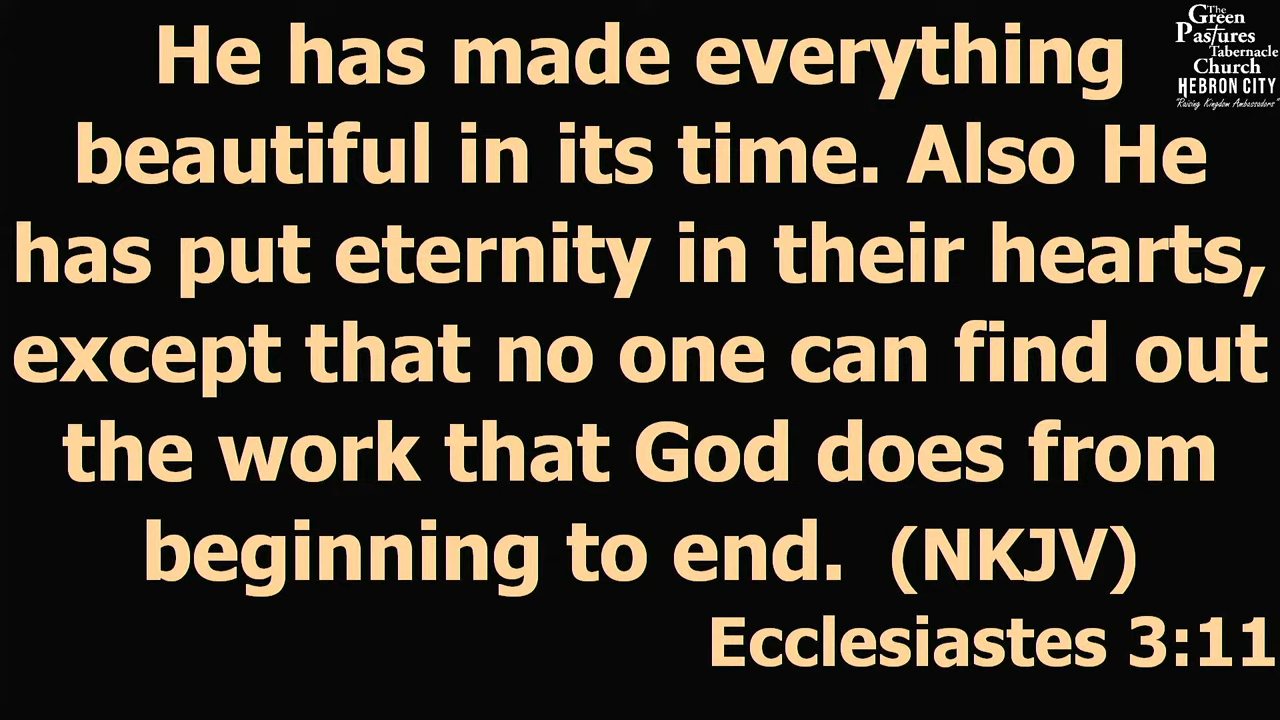 The
Green
Pastures
Tabernacle
Church
HEBRON CITY
"Raising Kingdom Ambassadors"
He has made everything
beautiful in its time. Also He
has put eternity in their hearts,
except that no one can find out
the work that God does from
beginning to end. (NKJV)
Ecclesiastes 3:11